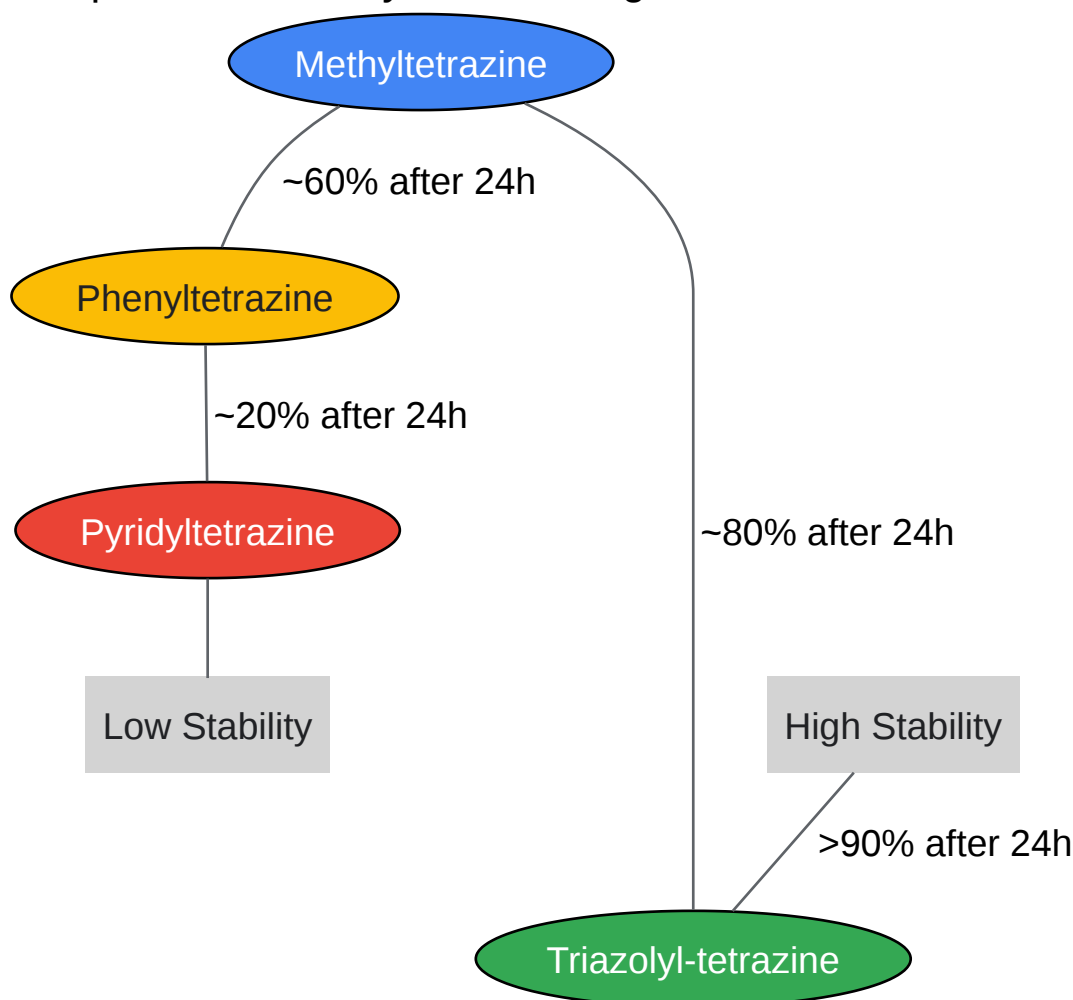 Methyltetrazine
~60% after 24h
Phenyltetrazine
~20% after 24h
Pyridyltetrazine
~80% after 24h
Low Stability
High Stability
>90% after 24h
Triazolyl-tetrazine